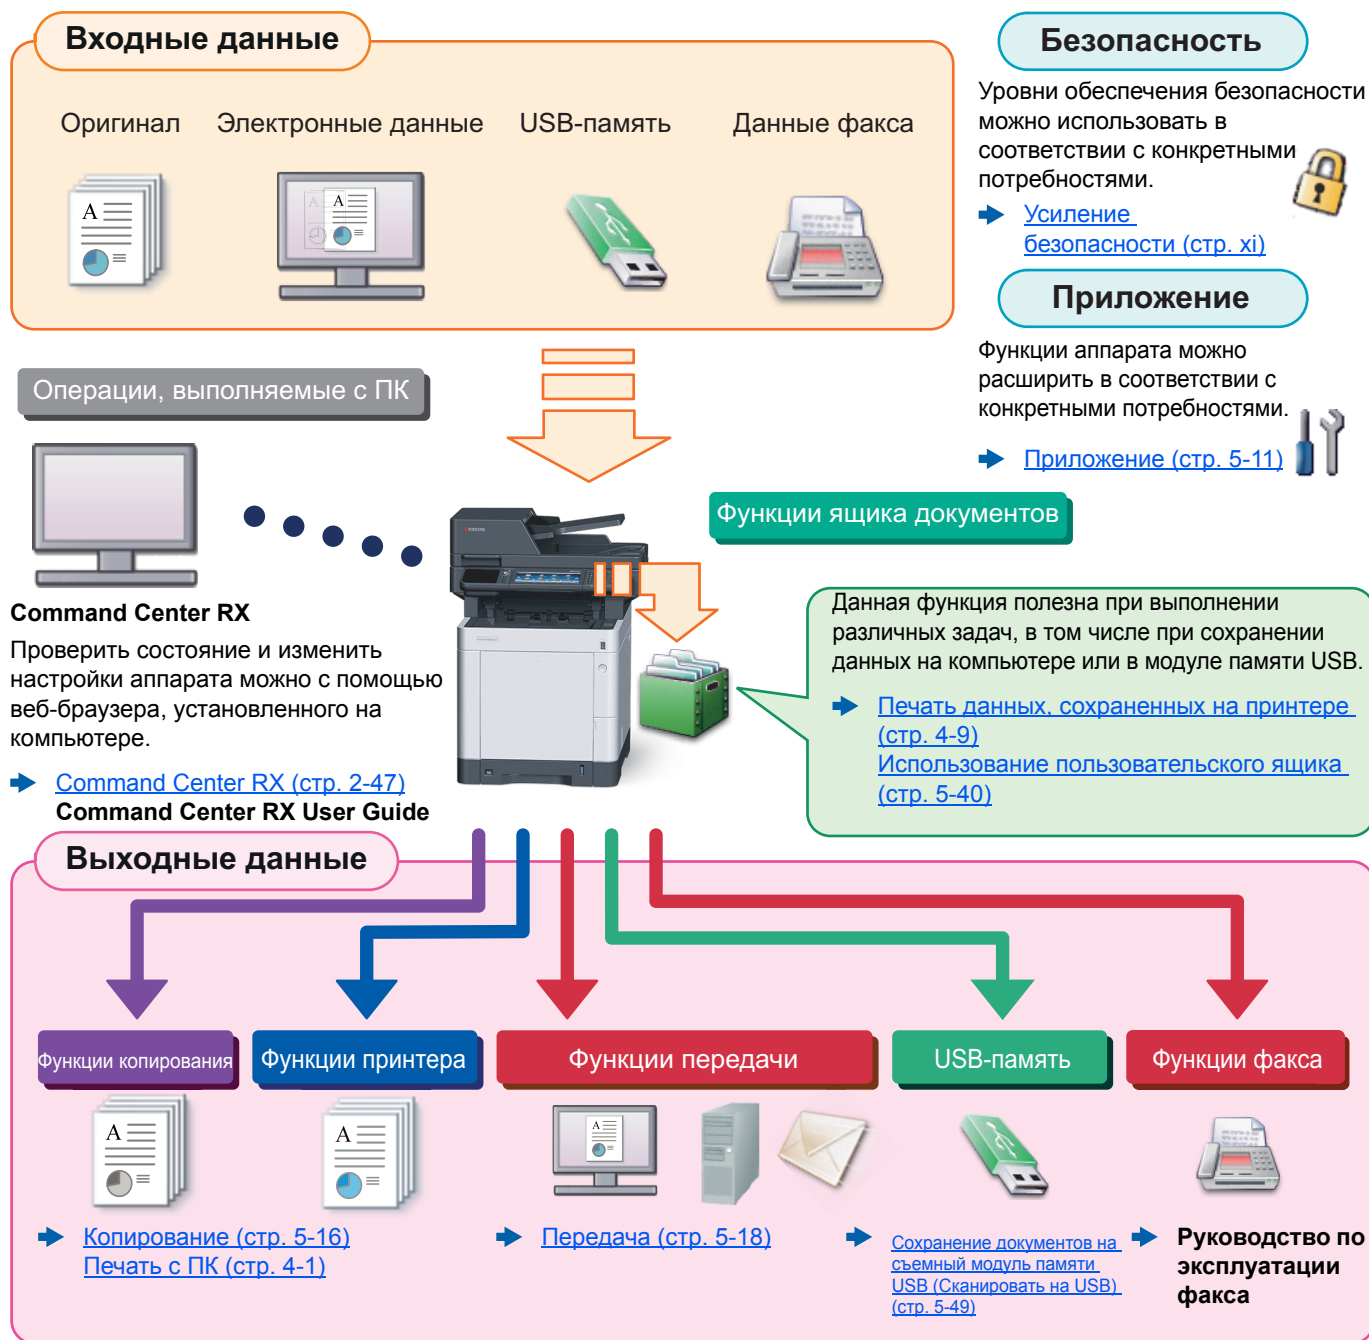 Входные данные
Оригинал
Электронные данные
USB-память
Данные факса
Безопасность
Уровни обеспечения безопасности
можно использовать в
соответствии с конкретными
потребностями.
Усиление
безопасности (стр. xi)
Приложение
Функции аппарата можно
расширить в соответствии с
конкретными потребностями.
Приложение (стр. 5-11)
Операции, выполняемые с ПК
Command Center RX
Проверить состояние и изменить
настройки аппарата можно с помощью
веб-браузера, установленного на
компьютере.
Command Center RX (стр. 2-47)
Command Center RX User Guide
Функции ящика документов
Данная функция полезна при выполнении
различных задач, в том числе при сохранении
данных на компьютере или в модуле памяти USB.
Печать данных, сохраненных на принтере
(стр. 4-9)
Использование пользовательского ящика
(стр. 5-40)
Выходные данные
Функции копирования
Функции принтера
Функции передачи
USB-память
Функции факса
A
A
A
Копирование (стр. 5-16)
Печать с ПК (стр. 4-1)
Передача (стр. 5-18)
Сохранение документов на
съемный модуль памяти
USB (Сканировать на USB)
(стр. 5-49)
Руководство по
эксплуатации
факса